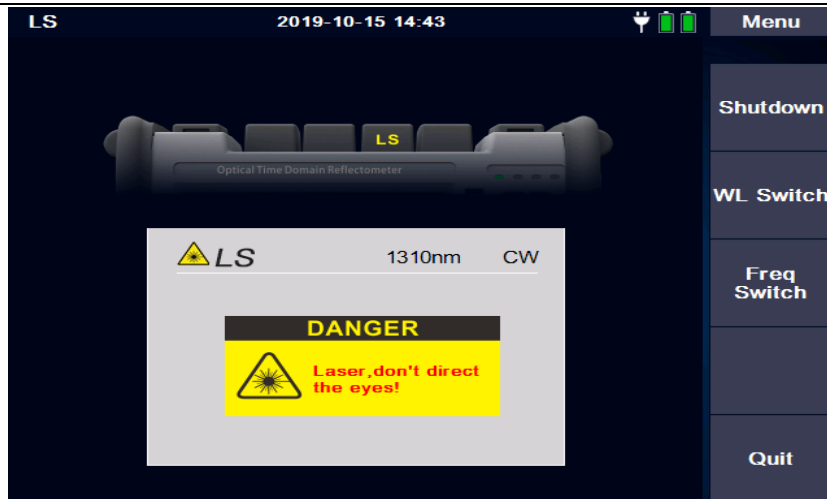 LS 2019-10-15 14:43 Menu
Shutdown
LS
Optical Time Domain Reflectometer
WL Switch
LS 1310nm CW
Freq
Switch
DANGER
Laser,don't direct
the eyes!
Quit